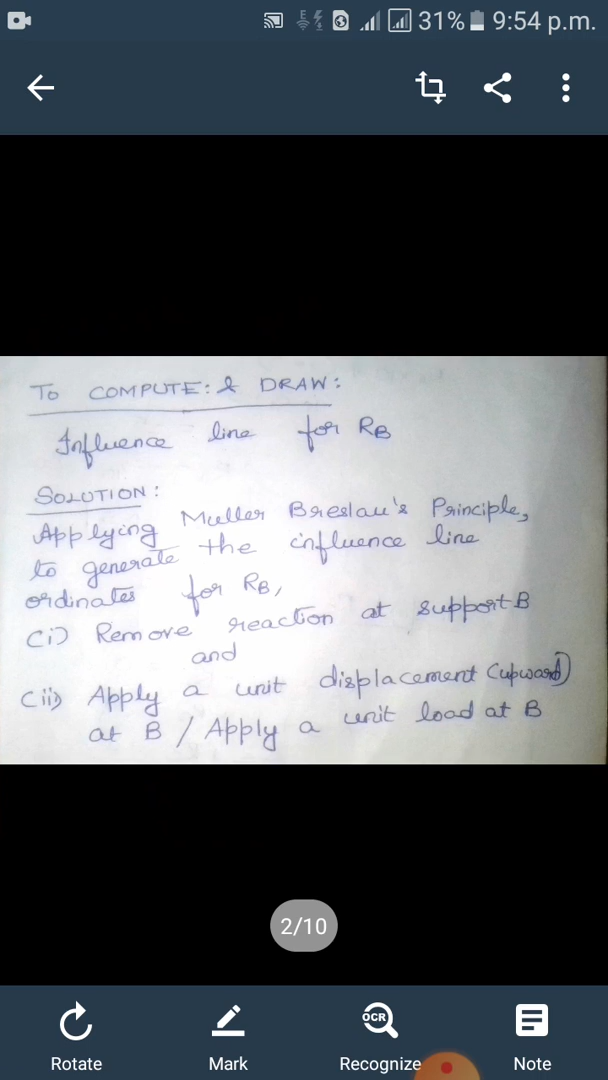 31% 9:54 p.m.
TO COMPUTE: & DRAW:
Influence line for RB
SOLUTION:
Applying Muller Breslau's Principle,
to generate the influence line
ordinates for RB,
(i) Remove reaction at support B
and
(ii) Apply a unit displacement (upward)
at B / Apply a unit load at B
2/10
OCR
Rotate Mark Recognize Note